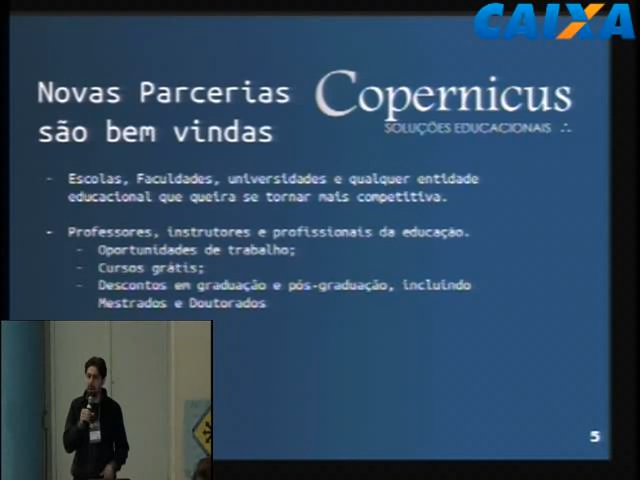 CAIXA
Novas Parcerias
são bem vindas
Copernicus
SOLUÇÕES EDUCACIONAIS ∴
- Escolas, Faculdades, universidades e qualquer entidade
educacional que queira se tornar mais competitiva.
- Professores, instrutores e profissionais da educação.
- Oportunidades de trabalho;
- Cursos grátis;
- Descontos em graduação e pós-graduação, incluindo
Mestrados e Doutorados
5